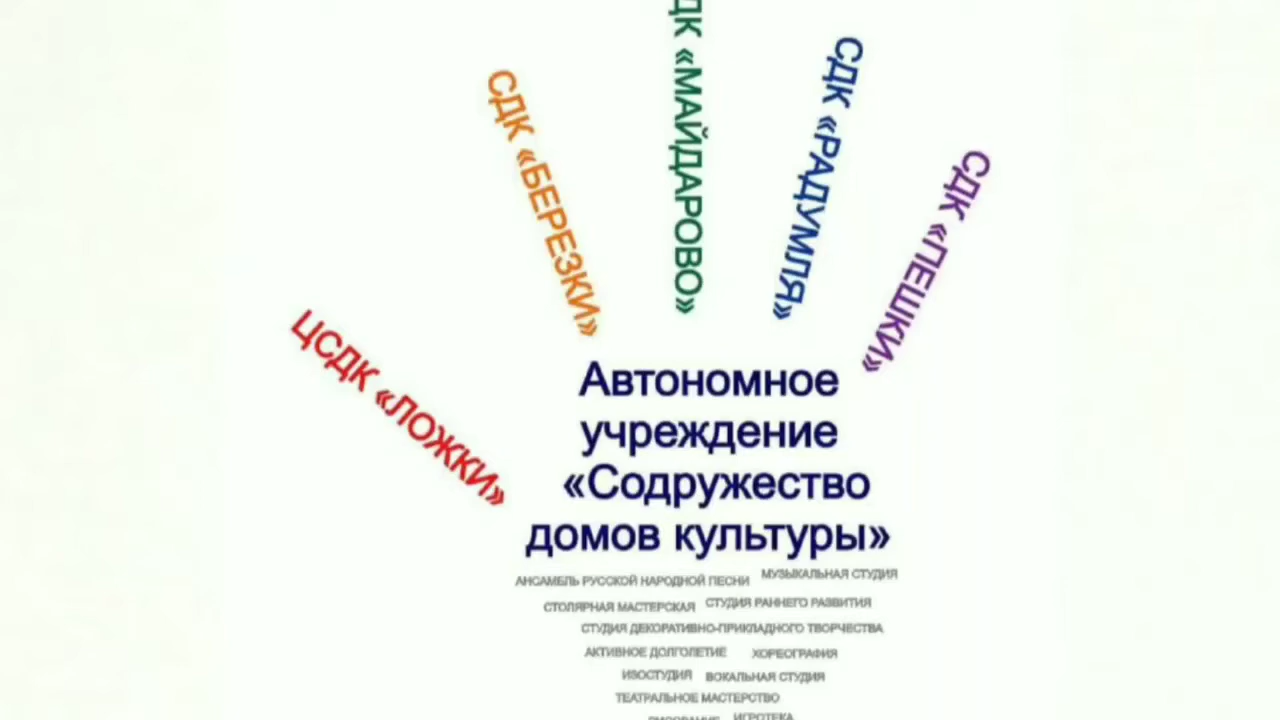 ЦСДК «ЛОЖКИ»
СДК «БЕРЕЗКИ»
ДК «МАЙДАРОВО»
СДК «РАДУМЛЯ»
СДК «ПЕШКИ»
Автономное
учреждение
«Содружество
домов культуры»
АНСАМБЛЬ РУССКОЙ НАРОДНОЙ ПЕСНИ МУЗЫКАЛЬНАЯ СТУДИЯ
СТОЛЯРНАЯ МАСТЕРСКАЯ СТУДИЯ РАННЕГО РАЗВИТИЯ
СТУДИЯ ДЕКОРАТИВНО-ПРИКЛАДНОГО ТВОРЧЕСТВА
АКТИВНОЕ ДОЛГОЛЕТИЕ ХОРЕОГРАФИЯ
ИЗОСТУДИЯ ВОКАЛЬНАЯ СТУДИЯ
ТЕАТРАЛЬНОЕ МАСТЕРСТВО
РИСОВАНИЕ ИГРОТЕКА